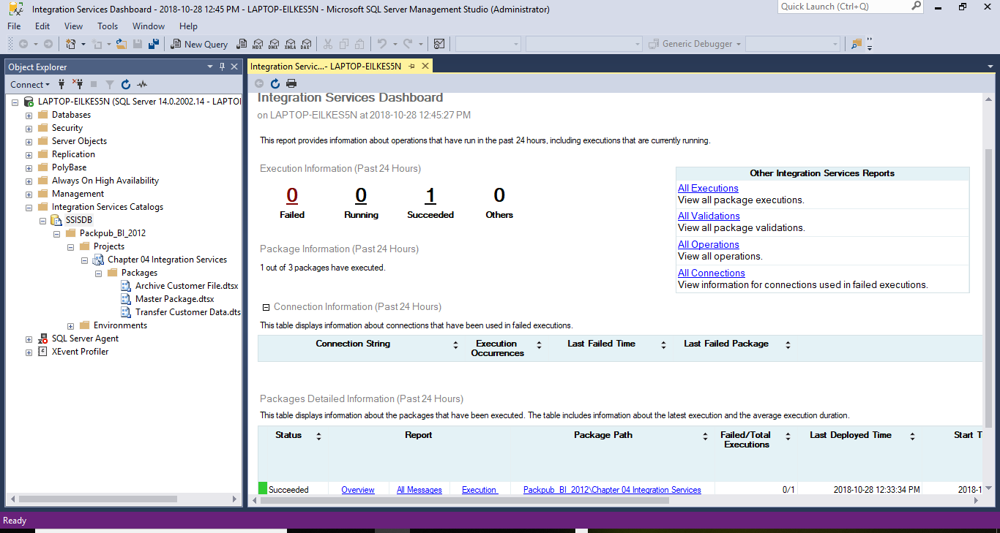 Integration Services Dashboard - 2018-10-28 12:45 PM - LAPTOP-EILKES5N - Microsoft SQL Server Management Studio (Administrator)
Quick Launch (Ctrl+Q)
File Edit View Tools Window Help
New Query
MDX DMX XMLA DAX
Generic Debugger
Object Explorer
Integration Servic...- LAPTOP-EILKES5N
Connect
LAPTOP-EILKES5N (SQL Server 14.0.2002.14 - LAPTO
Databases
Security
Server Objects
Replication
PolyBase
Always On High Availability
Management
Integration Services Catalogs
SSISDB
Packpub_BI_2012
Projects
Chapter 04 Integration Services
Packages
Archive Customer File.dtsx
Master Package.dtsx
Transfer Customer Data.dts
Environments
SQL Server Agent
XEvent Profiler
Integration Services Dashboard
on LAPTOP-EILKES5N at 2018-10-28 12:45:27 PM
This report provides information about operations that have run in the past 24 hours, including executions that are currently running.
Execution Information (Past 24 Hours)
0 0 1 0
Failed Running Succeeded Others
Other Integration Services Reports
All Executions
View all package executions.
All Validations
View all package validations.
All Operations
View all operations.
All Connections
View information for connections used in failed executions.
Package Information (Past 24 Hours)
1 out of 3 packages have executed.
Connection Information (Past 24 Hours)
This table displays information about connections that have been used in failed executions.
Connection String Execution Occurrences Last Failed Time Last Failed Package
Packages Detailed Information (Past 24 Hours)
This table displays information about the packages that have been executed. The table includes information about the latest execution and the average execution duration.
Status Report Package Path Failed/Total Executions Last Deployed Time Start T
Succeeded Overview All Messages Execution Packpub_BI_2012\Chapter 04 Integration Services 0/1 2018-10-28 12:33:34 PM 2018-1
Ready